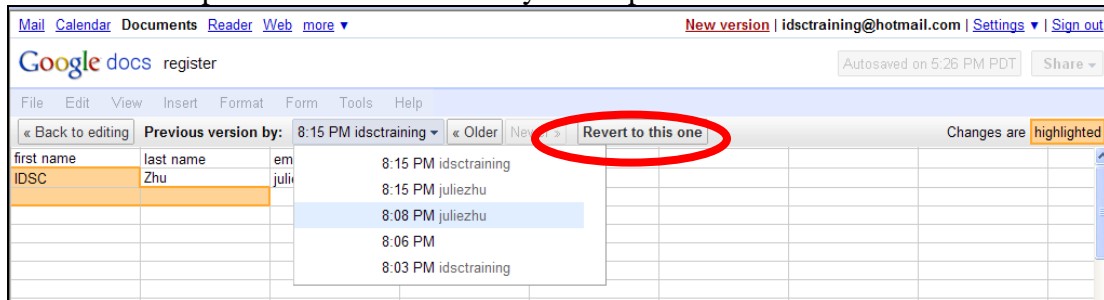 Mail Calendar Documents Reader Web more ▼ New version | idsctraining@hotmail.com | Settings ▼ | Sign out
Google docs register Autosaved on 5:26 PM PDT Share
File Edit View Insert Format Form Tools Help
« Back to editing Previous version by: 8:15 PM idsctraining « Older Revert to this one Changes are highlighted
first name last name
IDSC Zhu
8:15 PM idsctraining
8:15 PM juliezhu
8:08 PM juliezhu
8:06 PM
8:03 PM idsctraining